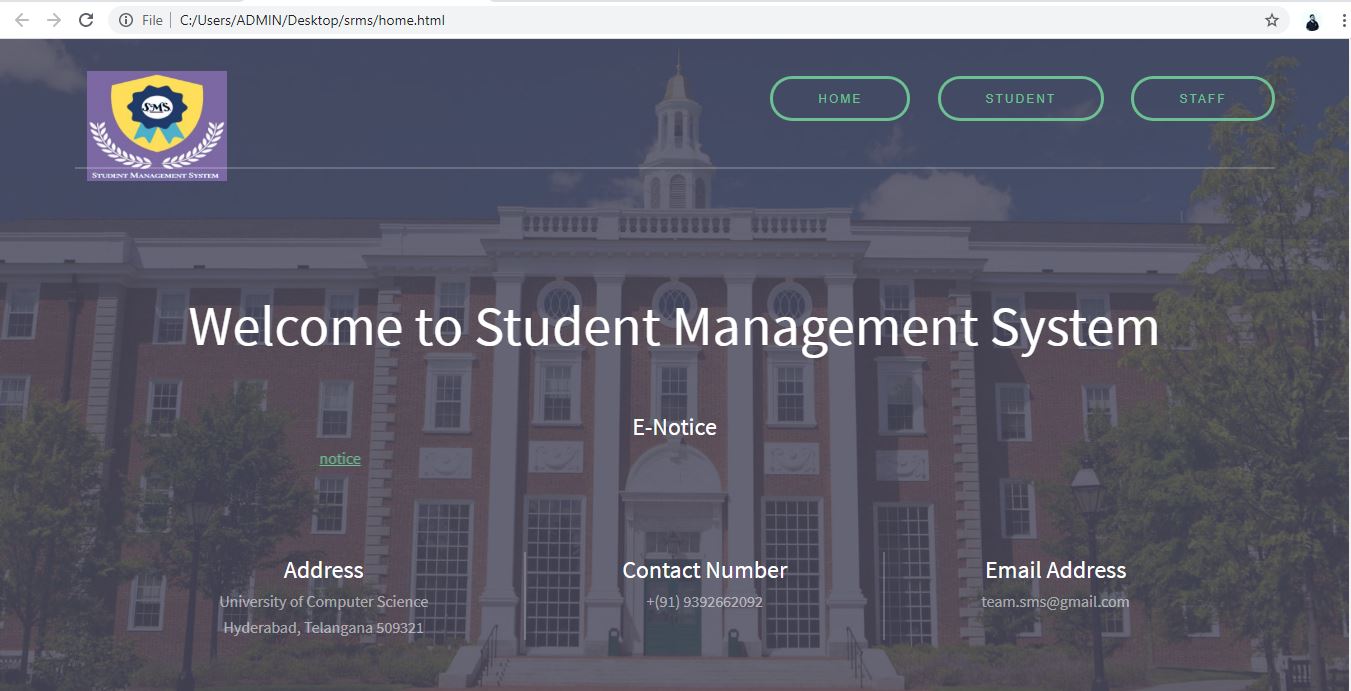 File
C:/Users/ADMIN/Desktop/srms/home.html
S.M.S.
STUDENT MANAGEMENT SYSTEM
HOME
STUDENT
STAFF
Welcome to Student Management System
E-Notice
notice
Address
University of Computer Science
Hyderabad, Telangana 509321
Contact Number
+(91) 9392662092
Email Address
team.sms@gmail.com